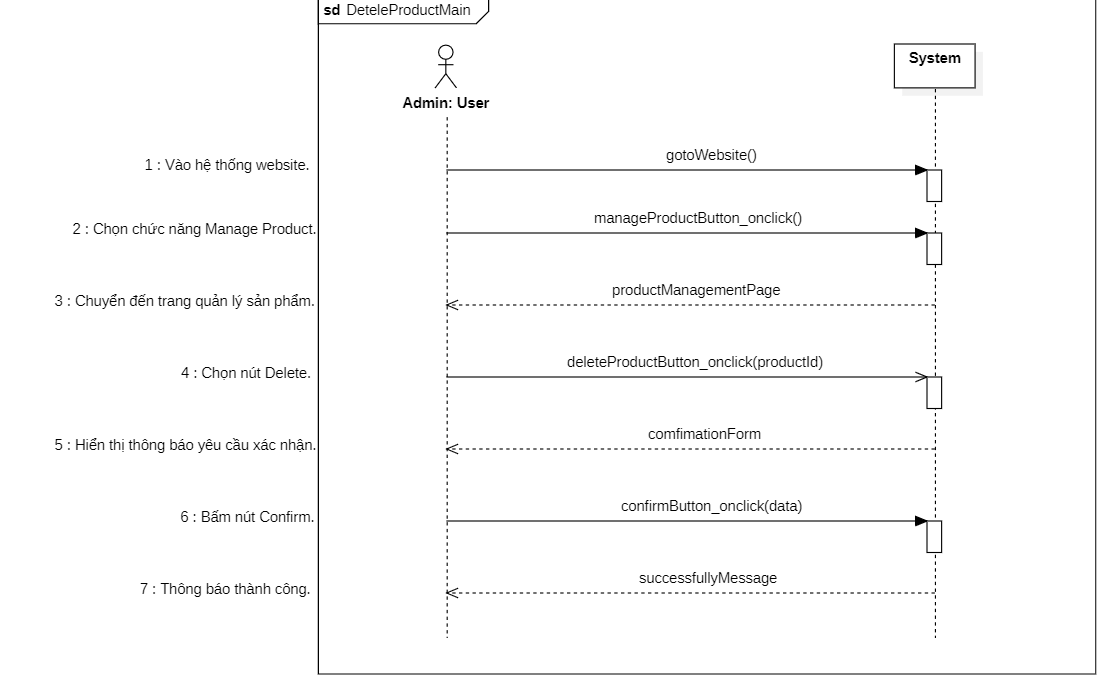 sd DeteleProductMain
Admin: User
System
1 : Vào hệ thống website.
gotoWebsite()
2 : Chọn chức năng Manage Product.
manageProductButton_onclick()
3 : Chuyển đến trang quản lý sản phẩm.
productManagementPage
4 : Chọn nút Delete.
deleteProductButton_onclick(productId)
5 : Hiển thị thông báo yêu cầu xác nhận.
comfimationForm
6 : Bấm nút Confirm.
confirmButton_onclick(data)
7 : Thông báo thành công.
successfullyMessage